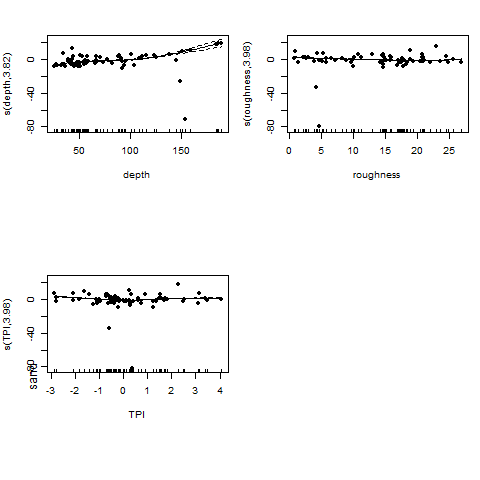 s(depth,3.82)
0
-40
-80
50 100 150
depth
s(roughness,3.98)
0
-40
-80
0 5 10 15 20 25
roughness
s(TPI,3.98)
0
-40
-80
sand
-3 -2 -1 0 1 2 3 4
TPI